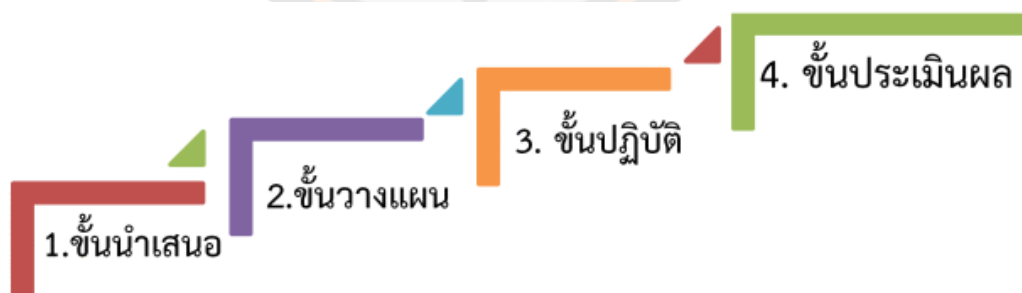 1.ขั้นนำเสนอ
2.ขั้นวางแผน
3. ขั้นปฏิบัติ
4. ขั้นประเมินผล